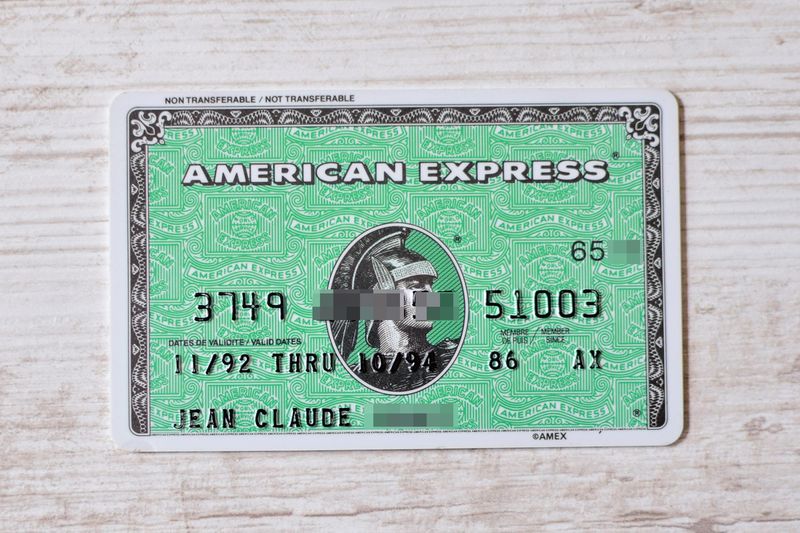 NON TRANSFERABLE / NOT TRANSFERABLE
AMERICAN EXPRESS®
65
3749 51003
DATES DE VALIDITE / VALID DATES
MEMBRE DE PUIS / MEMBER SINCE
11/92 THRU 10/94 86 AX
JEAN CLAUDE
©AMEX